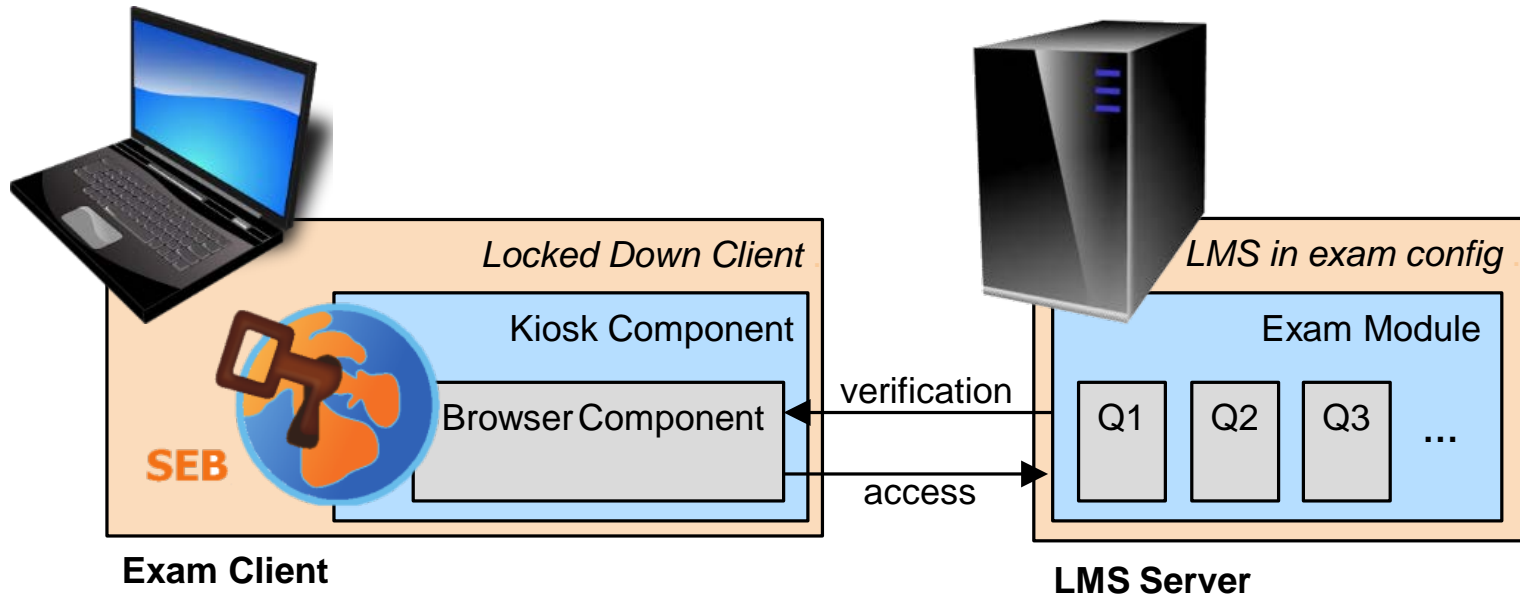 Locked Down Client
LMS in exam config
Kiosk Component
Exam Module
Browser Component
verification
Q1
Q2
Q3
...
SEB
access
Exam Client
LMS Server